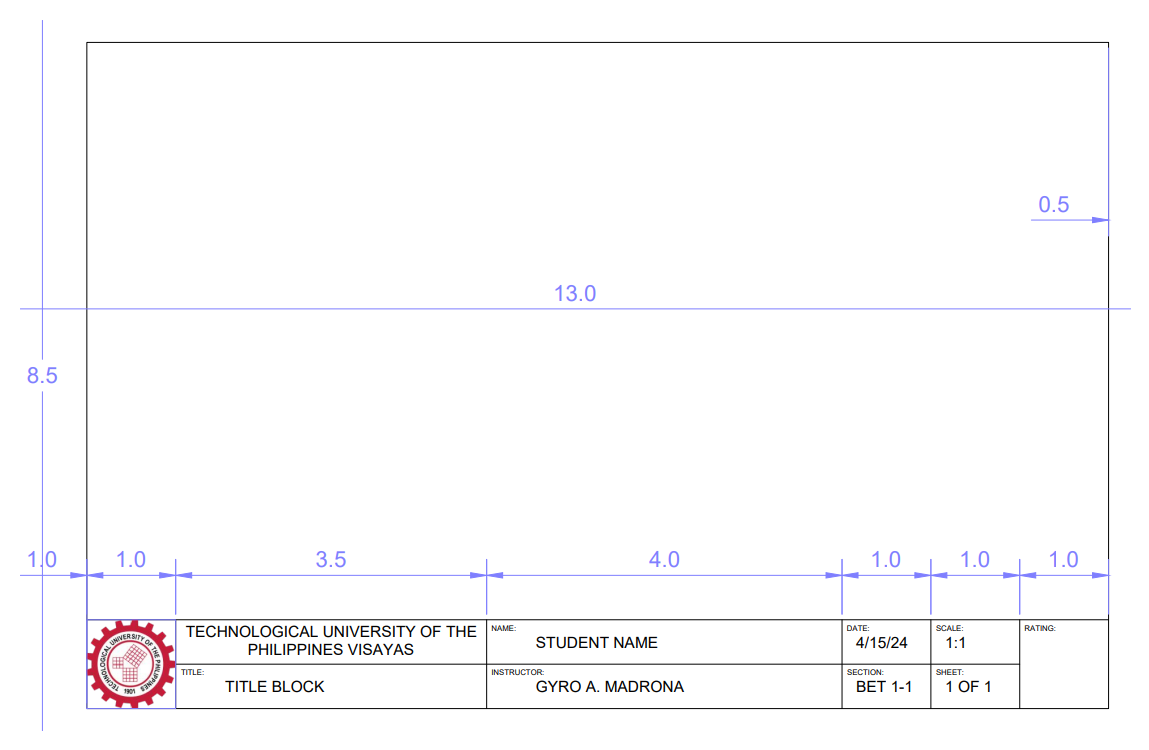 0.5
13.0
8.5
1.0 1.0 3.5 4.0 1.0 1.0 1.0
TECHNOLOGICAL UNIVERSITY OF THE
PHILIPPINES VISAYAS
NAME:
STUDENT NAME
DATE:
4/15/24
SCALE:
1:1
RATING:
TECHNOLOGICAL UNIVERSITY OF THE PHILIPPINES
1901
TITLE:
TITLE BLOCK
INSTRUCTOR:
GYRO A. MADRONA
SECTION:
BET 1-1
SHEET:
1 OF 1